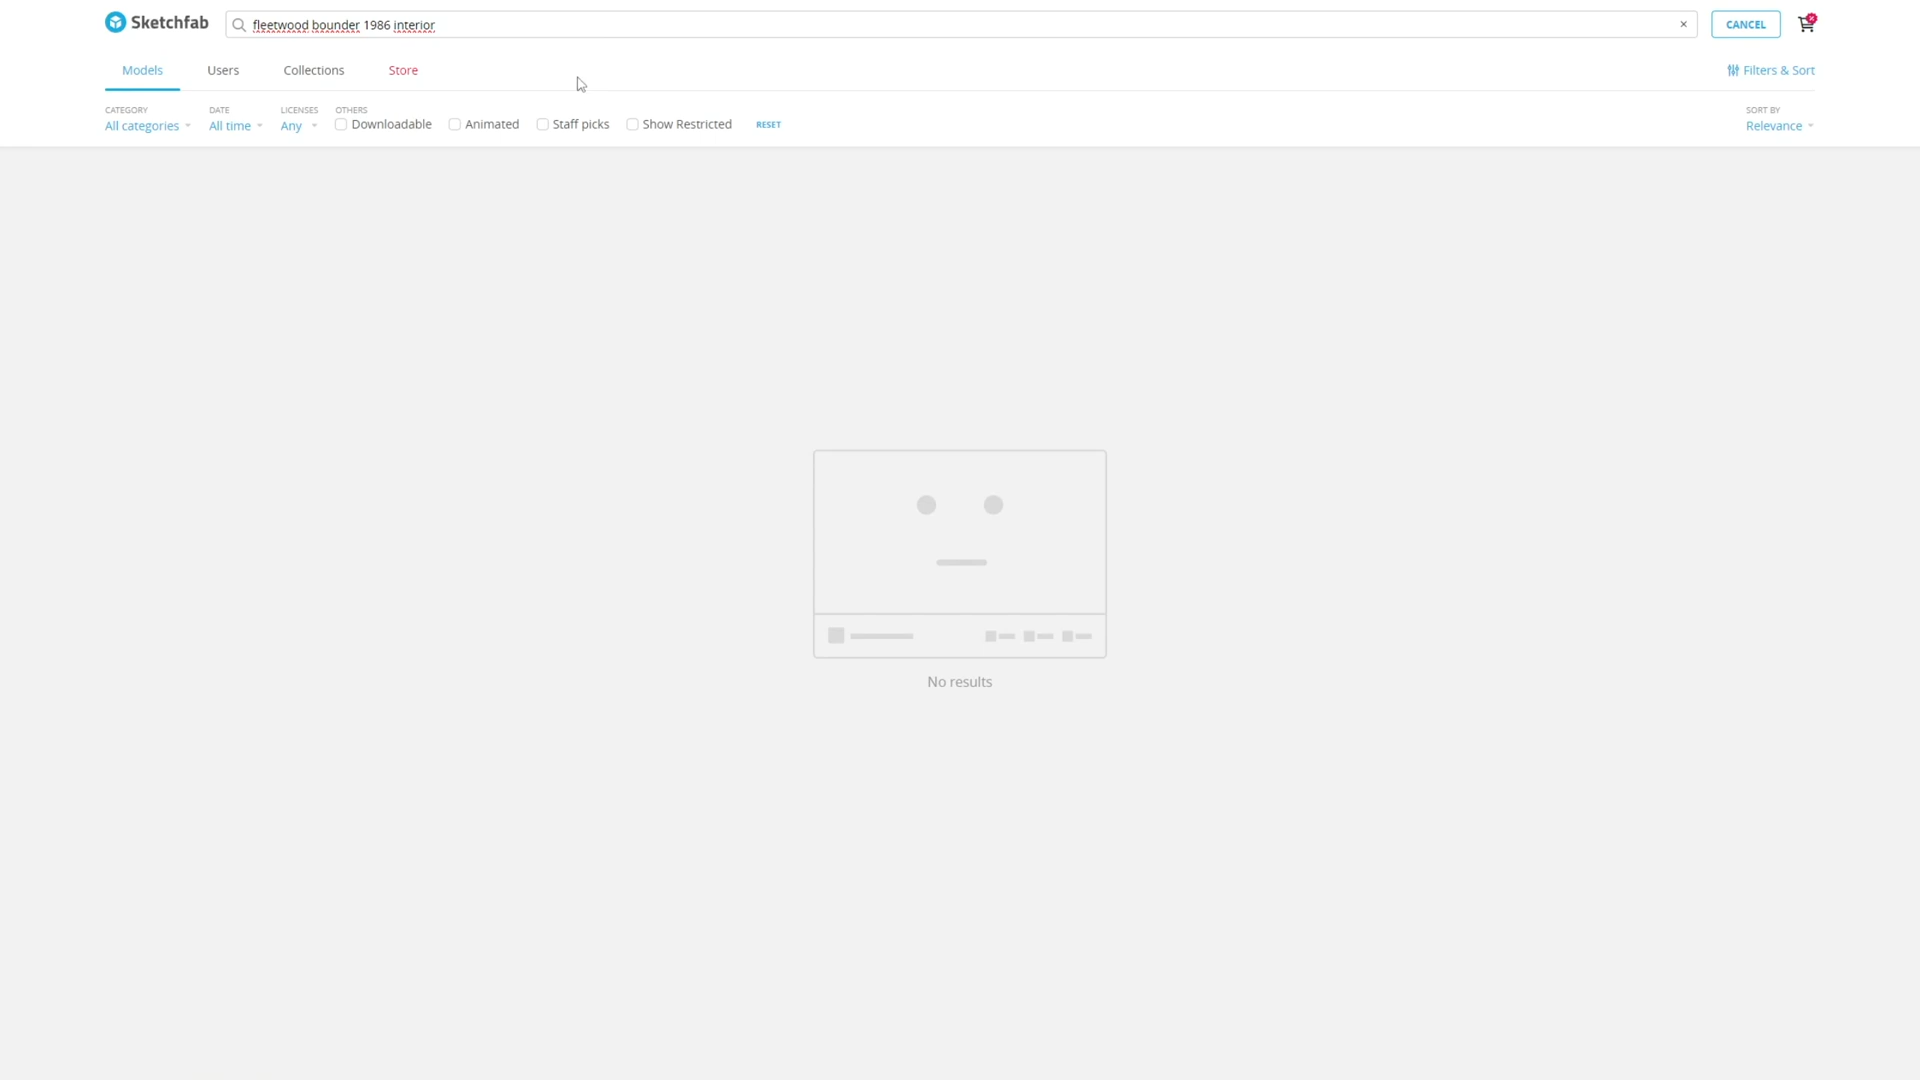 Sketchfab
fleetwood bounder 1986 interior
CANCEL
Models
Users
Collections
Store
Filters & Sort
CATEGORY
All categories
DATE
All time
LICENSES
Any
OTHERS
Downloadable
Animated
Staff picks
Show Restricted
RESET
SORT BY
Relevance
No results